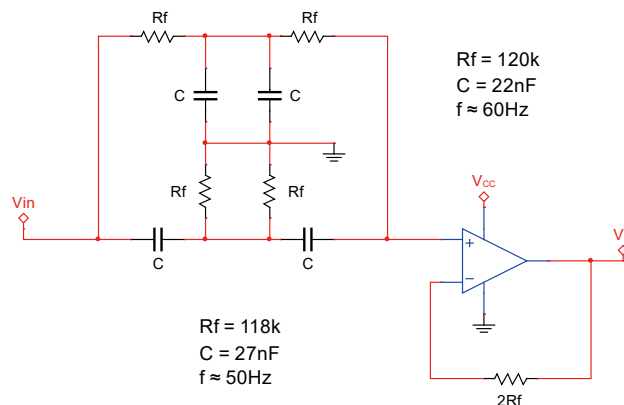 Rf
Rf
Rf = 120k
C = 22nF
f ≈ 60Hz
C
C
Rf
Rf
Vin
VCC
V
C
C
+
−
Rf = 118k
C = 27nF
f ≈ 50Hz
2Rf